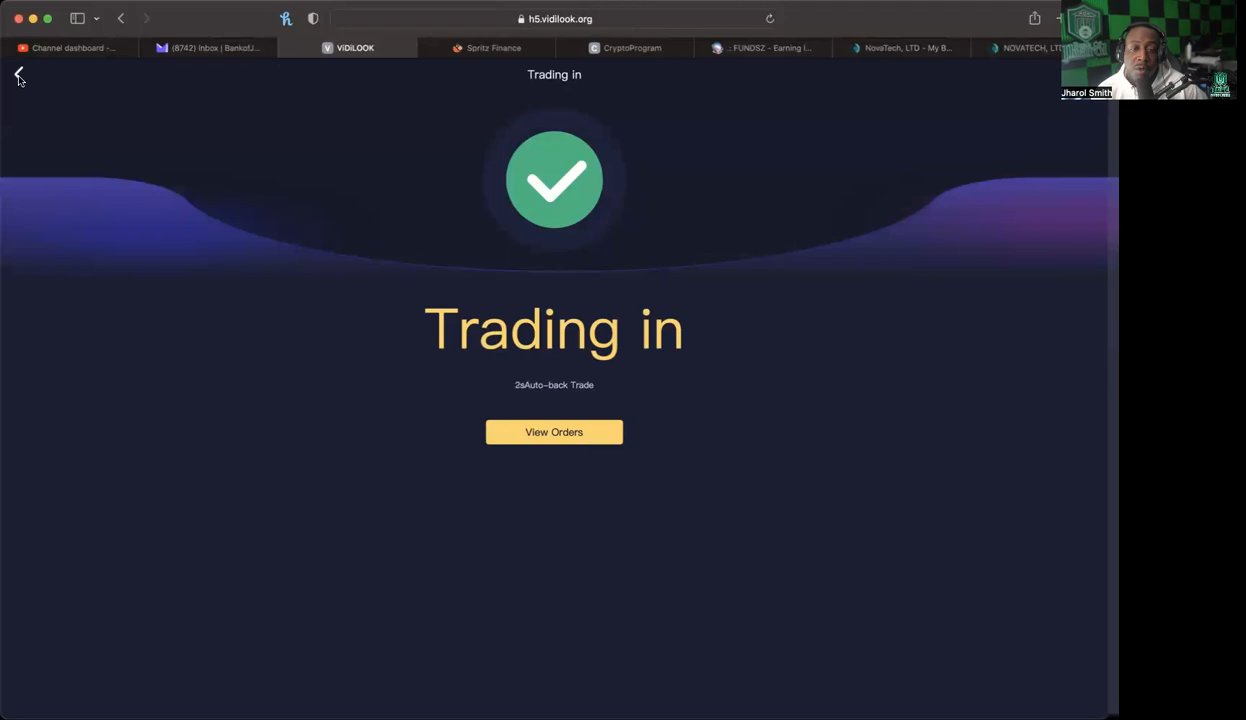 h5.vidilook.org
Channel dashboard -...
(8742) Inbox | BankofJ...
V ViDiLOOK
Spritz Finance
C CryptoProgram
.: FUNDSZ - Earning I...
NovaTech, LTD - My B...
NOVATECH, LTD
Trading in
Jharol Smith
Trading in
2sAuto-back Trade
View Orders